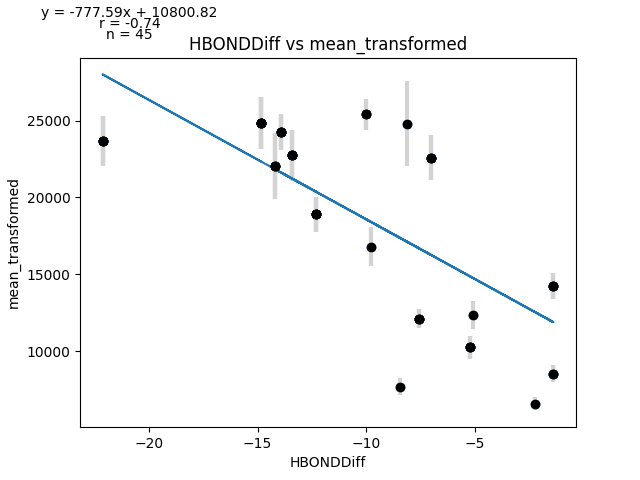 y = -777.59x + 10800.82
r = -0.74
n = 45
HBONDDiff vs mean_transformed
mean_transformed
25000
20000
15000
10000
−20
−15
−10
−5
HBONDDiff